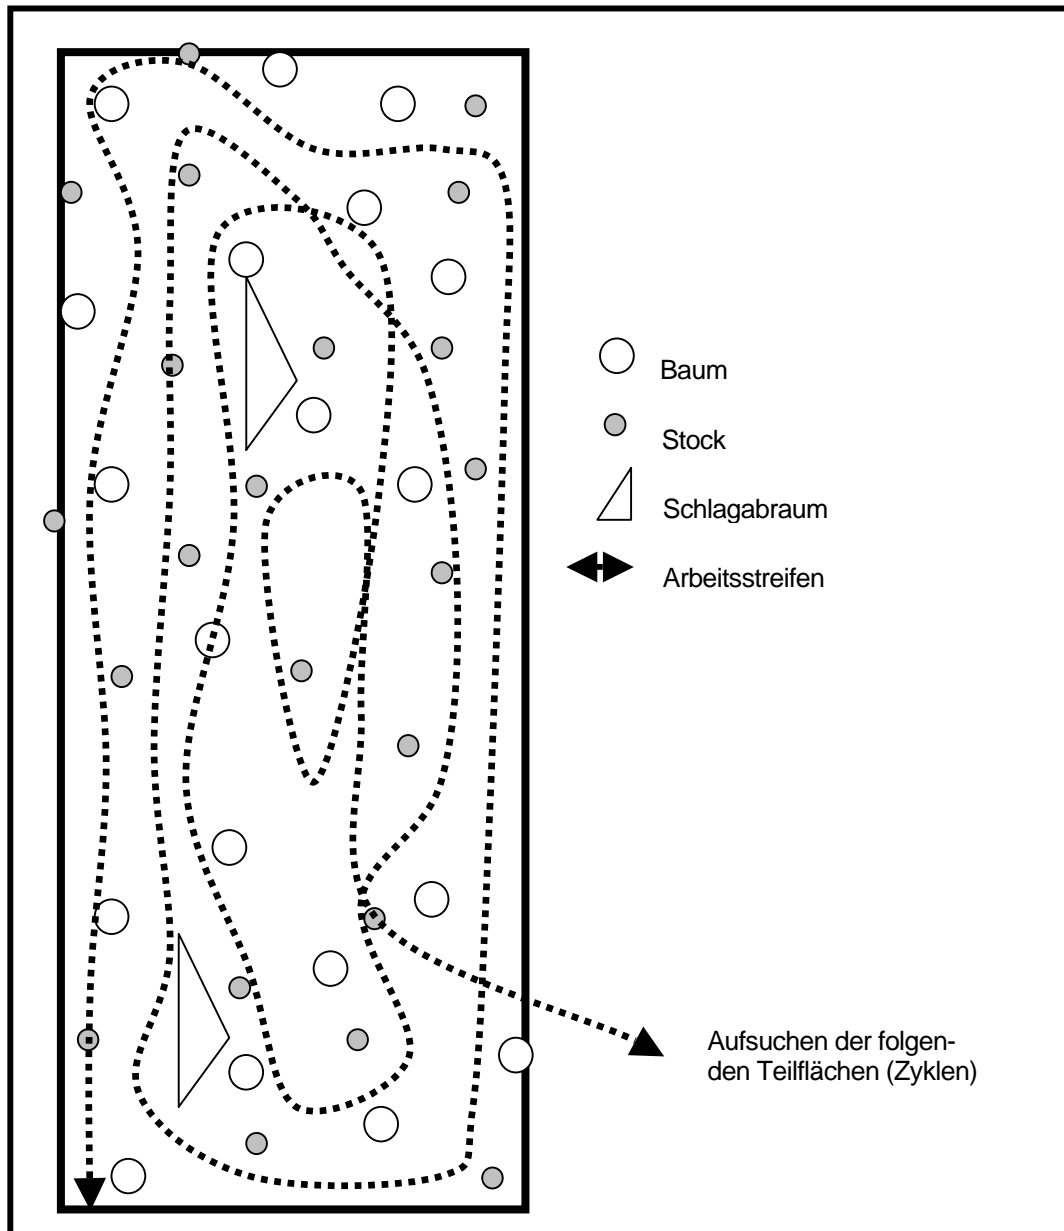 Baum
Stock
Schlagabraum
Arbeitsstreifen
Aufsuchen der folgen-
den Teilflächen (Zyklen)